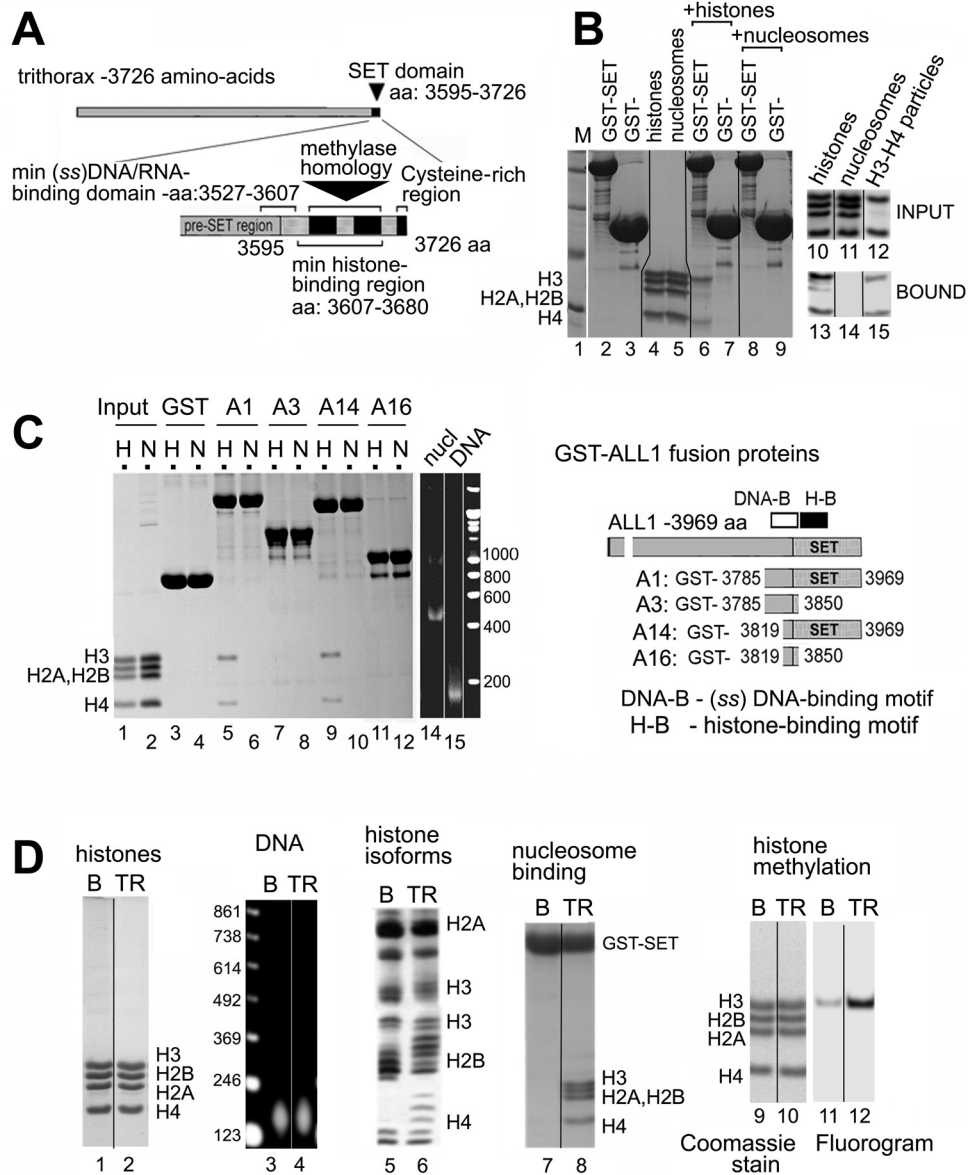 A
trithorax -3726 amino-acids
SET domain
aa: 3595-3726
min (ss)DNA/RNA-
binding domain -aa:3527-3607
methylase
homology
Cysteine-rich
region
pre-SET region
3595
3726 aa
min histone-
binding region
aa: 3607-3680
B
+histones
+nucleosomes
M
GST-SET
GST-
histones
nucleosomes
GST-SET
GST-
GST-SET
GST-
H3
H2A,H2B
H4
1 2 3 4 5 6 7 8 9
histones
nucleosomes
H3-H4 particles
INPUT
10 11 12
BOUND
13 14 15
C
Input GST A1 A3 A14 A16
H N H N H N H N H N H N
nucl
DNA
1000
800
600
400
200
H3
H2A,H2B
H4
1 2 3 4 5 6 7 8 9 10 11 12 14 15
GST-ALL1 fusion proteins
DNA-B H-B
ALL1 -3969 aa
SET
A1: GST- 3785 SET 3969
A3: GST- 3785 3850
A14: GST- 3819 SET 3969
A16: GST- 3819 3850
DNA-B - (ss) DNA-binding motif
H-B - histone-binding motif
D
histones
B TR
H3
H2B
H2A
H4
1 2
DNA
B TR
861
738
614
492
369
246
123
3 4
histone
isoforms
B TR
H2A
H3
H3
H2B
H4
5 6
nucleosome
binding
B TR
GST-SET
H3
H2A,H2B
H4
7 8
histone
methylation
B TR B TR
H3
H2B
H2A
H4
9 10 11 12
Coomassie
stain
Fluorogram